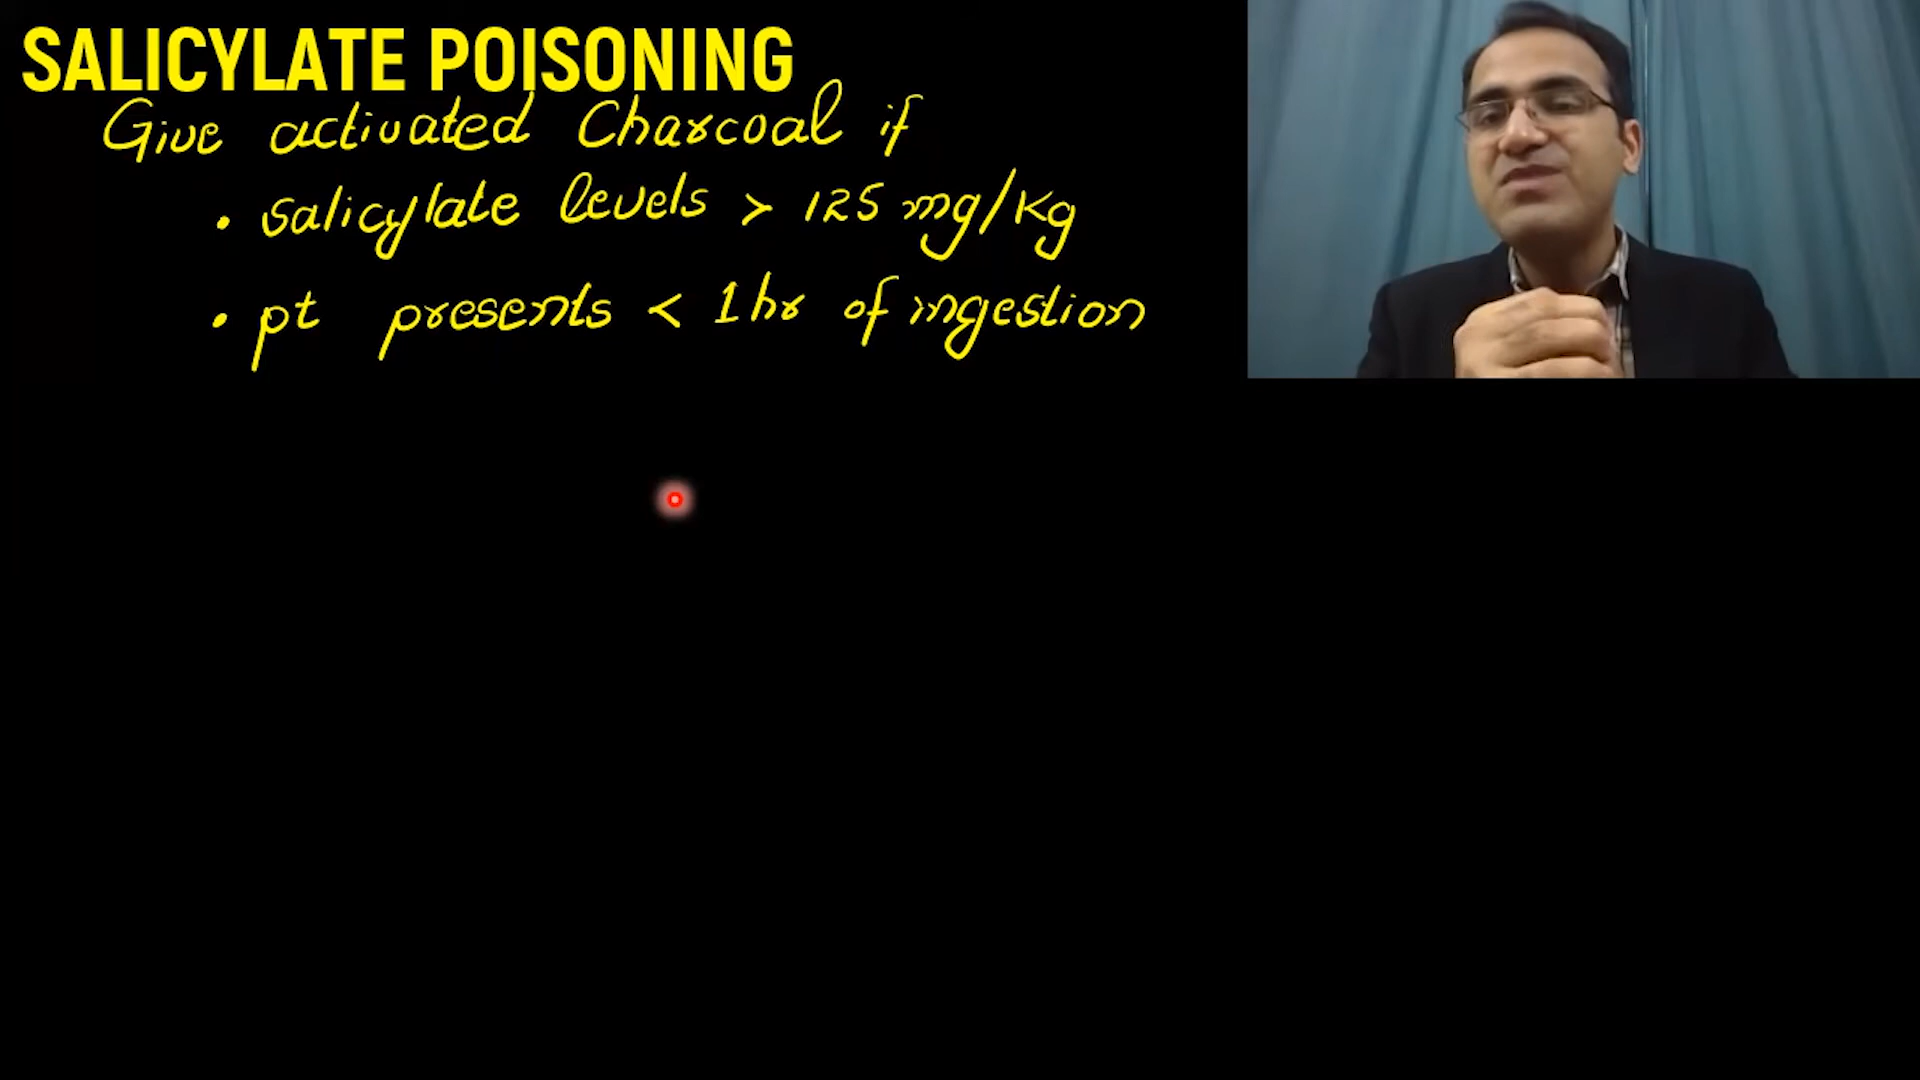 SALICYLATE POISONING
Give activated Charcoal if
• salicylate levels > 125 mg/Kg
• pt presents < 1 hr of ingestion